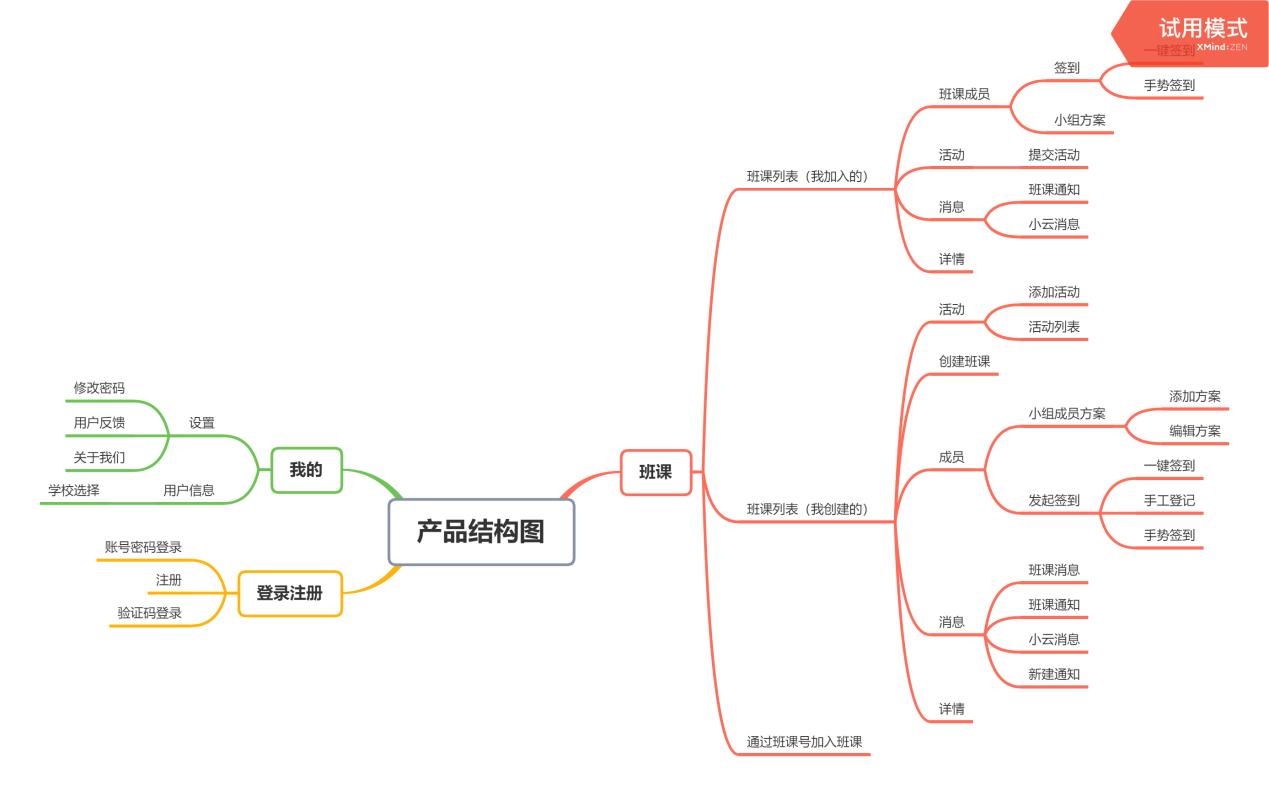 试用模式
XMind:ZEN
产品结构图
班课
班课列表（我加入的）
班课成员
签到
一键签到
手势签到
小组方案
活动
提交活动
消息
班课通知
小云消息
详情
班课列表（我创建的）
活动
添加活动
活动列表
创建班课
成员
小组成员方案
添加方案
编辑方案
发起签到
一键签到
手工登记
手势签到
消息
班课消息
班课通知
小云消息
新建通知
详情
通过班课号加入班课
我的
设置
修改密码
用户反馈
关于我们
用户信息
学校选择
登录注册
账号密码登录
注册
验证码登录